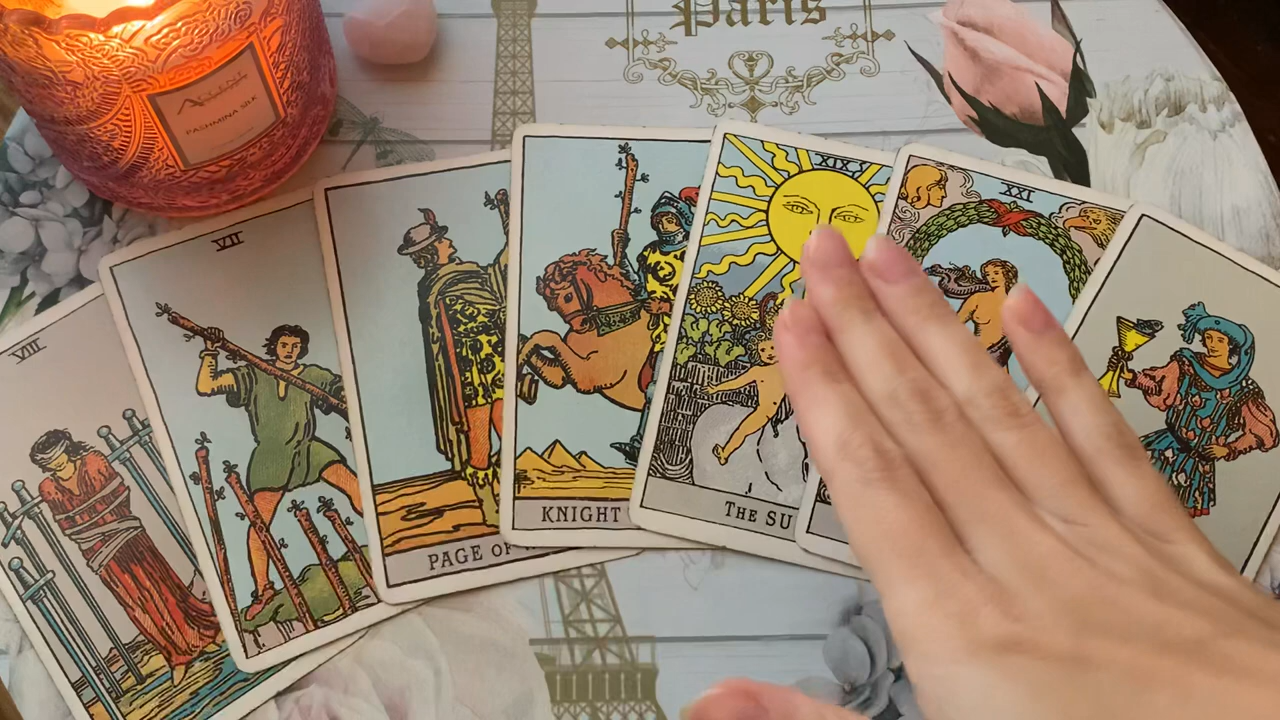 Paris
PASHMINA SILK
VIII
VII
PAGE OF
KNIGHT
XIX
THE SU
XXI